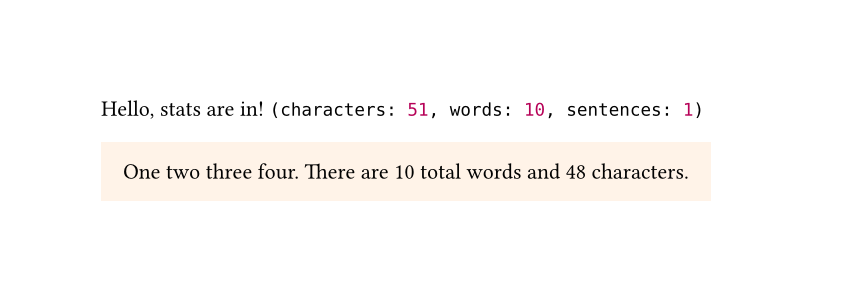 Hello, stats are in! (characters: 51, words: 10, sentences: 1)
One two three four. There are 10 total words and 48 characters.